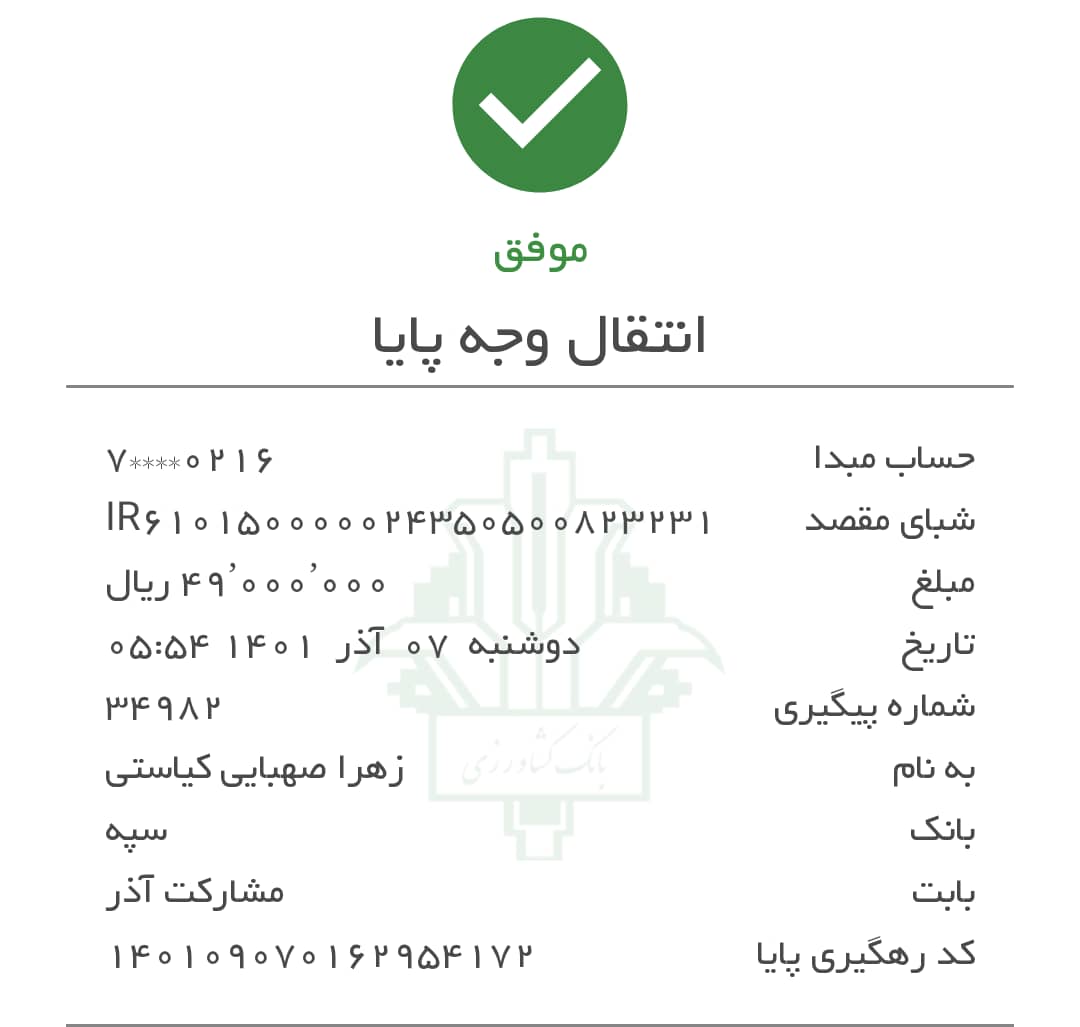 موفق
انتقال وجه پایا
حساب مبدا ۷****۰۲۱۶
شبای مقصد IR۶۱۰۱۵۰۰۰۰۰۲۴۳۵۰۵۰۰۸۲۳۲۳۱
مبلغ ۴۹٬۰۰۰٬۰۰۰ ریال
تاریخ دوشنبه ۰۷ آذر ۱۴۰۱ ۰۵:۵۴
شماره پیگیری ۳۴۹۸۲
به نام زهرا صهبایی کیاستی
بانک سپه
بابت مشارکت آذر
بانک کشاورزی
کد رهگیری پایا ۱۴۰۱۰۹۰۷۰۱۶۲۹۵۴۱۷۲